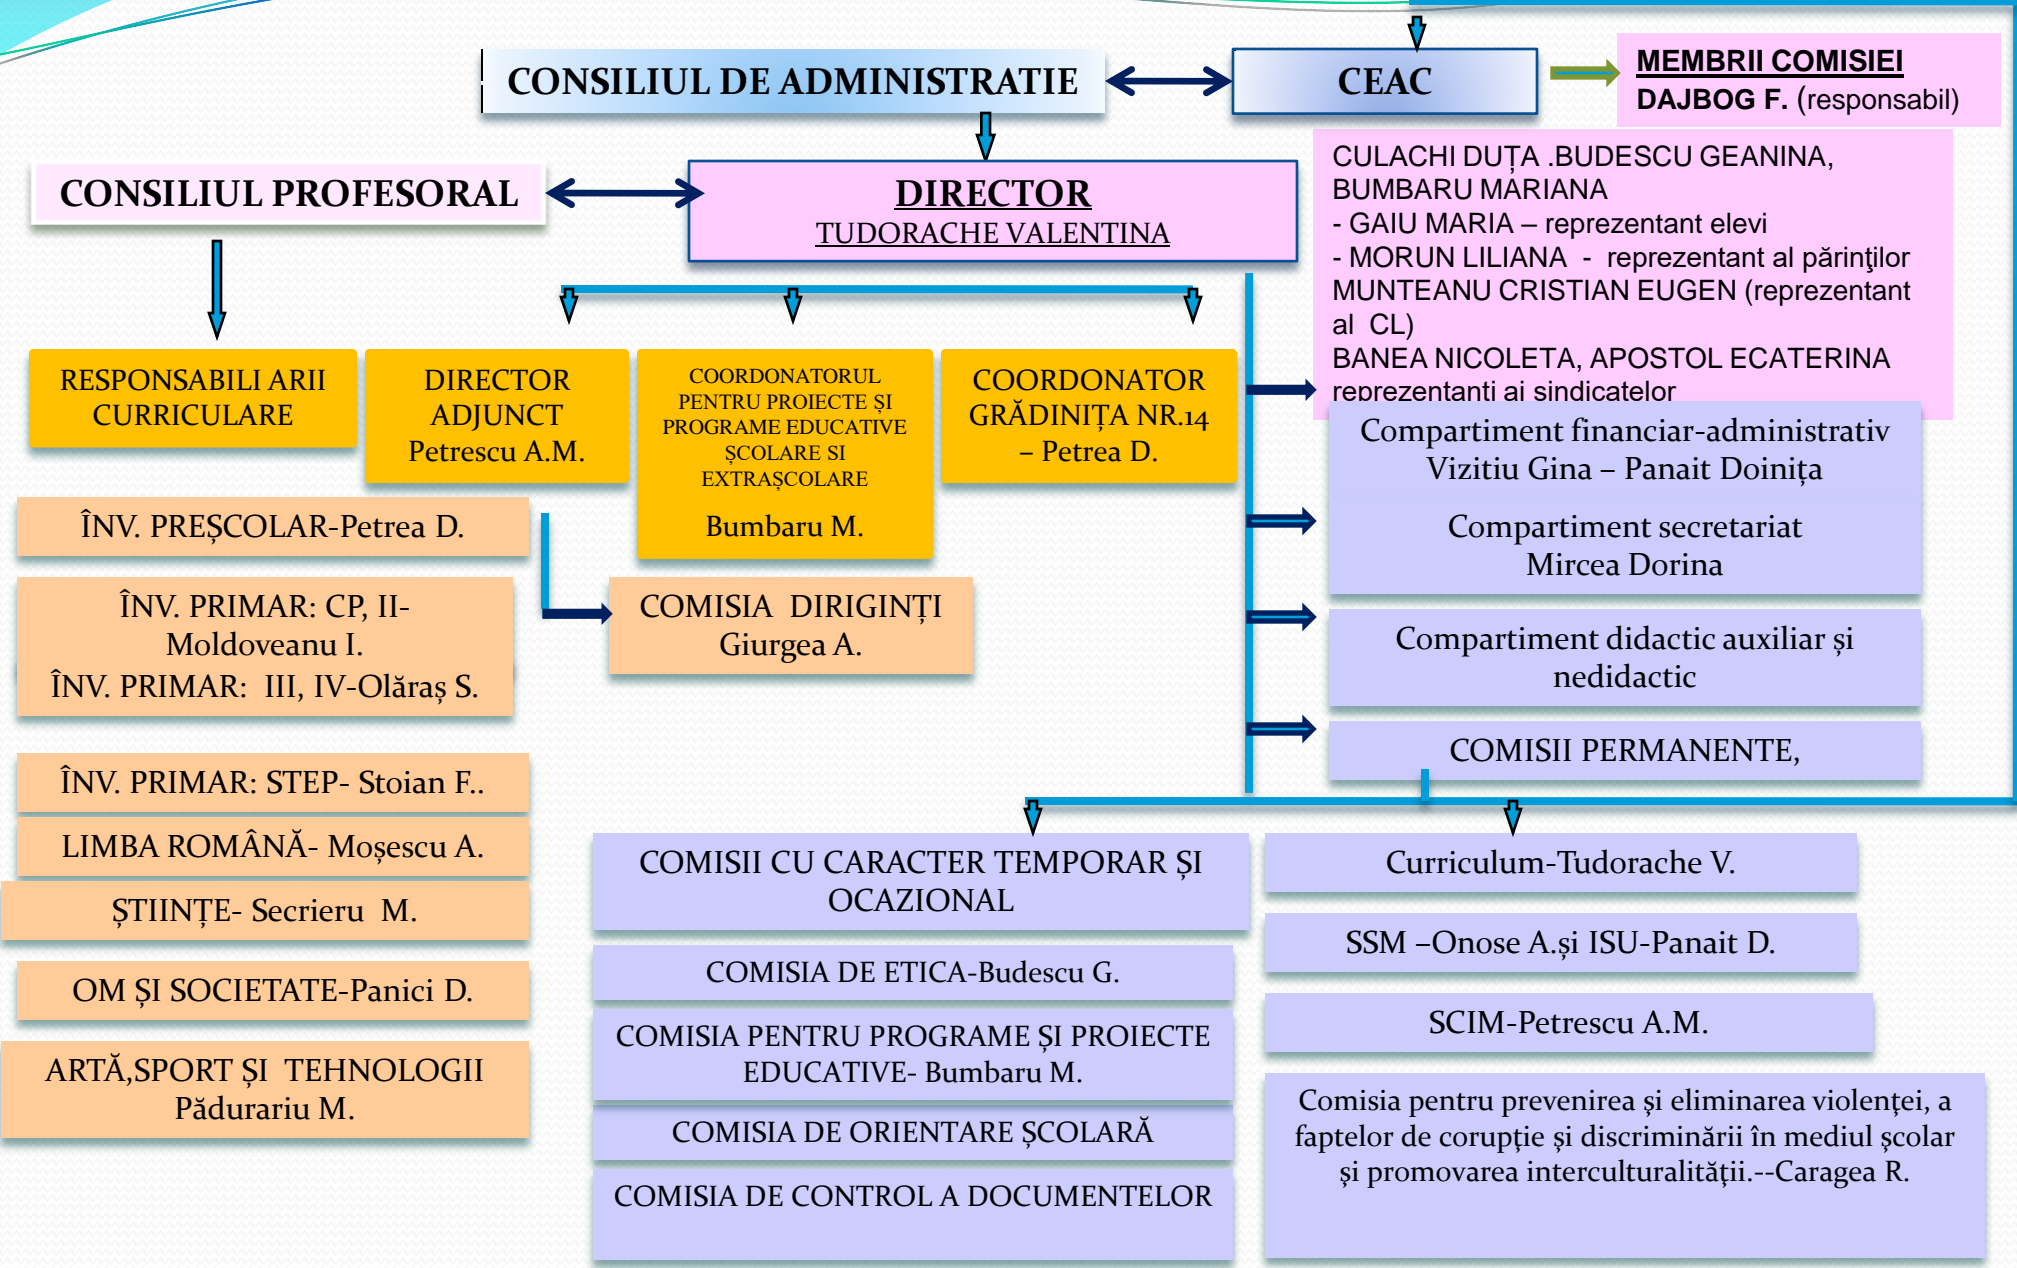 CONSILIUL DE ADMINISTRATIE
CEAC
MEMBRII COMISIEI
DAJBOG F. (responsabil)
CULACHI DUȚA .BUDESCU GEANINA,
BUMBARU MARIANA
- GAIU MARIA – reprezentant elevi
- MORUN LILIANA - reprezentant al părinţilor
MUNTEANU CRISTIAN EUGEN (reprezentant
al CL)
BANEA NICOLETA, APOSTOL ECATERINA
reprezentanti ai sindicatelor
CONSILIUL PROFESORAL
DIRECTOR
TUDORACHE VALENTINA
RESPONSABILI ARII
CURRICULARE
DIRECTOR
ADJUNCT
Petrescu A.M.
COORDONATORUL
PENTRU PROIECTE ȘI
PROGRAME EDUCATIVE
ȘCOLARE SI
EXTRAȘCOLARE
Bumbaru M.
COORDONATOR
GRĂDINIȚA NR.14
– Petrea D.
Compartiment financiar-administrativ
Vizitiu Gina – Panait Doinița
Compartiment secretariat
Mircea Dorina
Compartiment didactic auxiliar și
nedidactic
COMISII PERMANENTE,
ÎNV. PREȘCOLAR-Petrea D.
ÎNV. PRIMAR: CP, II-
Moldoveanu I.
ÎNV. PRIMAR: III, IV-Olăraș S.
COMISIA DIRIGINȚI
Giurgea A.
ÎNV. PRIMAR: STEP- Stoian F..
LIMBA ROMÂNĂ- Moșescu A.
ȘTIINȚE- Secrieru M.
OM ȘI SOCIETATE-Panici D.
ARTĂ,SPORT ȘI TEHNOLOGII
Pădurariu M.
COMISII CU CARACTER TEMPORAR ȘI
OCAZIONAL
COMISIA DE ETICA-Budescu G.
COMISIA PENTRU PROGRAME ȘI PROIECTE
EDUCATIVE- Bumbaru M.
COMISIA DE ORIENTARE ȘCOLARĂ
COMISIA DE CONTROL A DOCUMENTELOR
Curriculum-Tudorache V.
SSM –Onose A.și ISU-Panait D.
SCIM-Petrescu A.M.
Comisia pentru prevenirea și eliminarea violenței, a
faptelor de corupție și discriminării în mediul școlar
și promovarea interculturalității.--Caragea R.